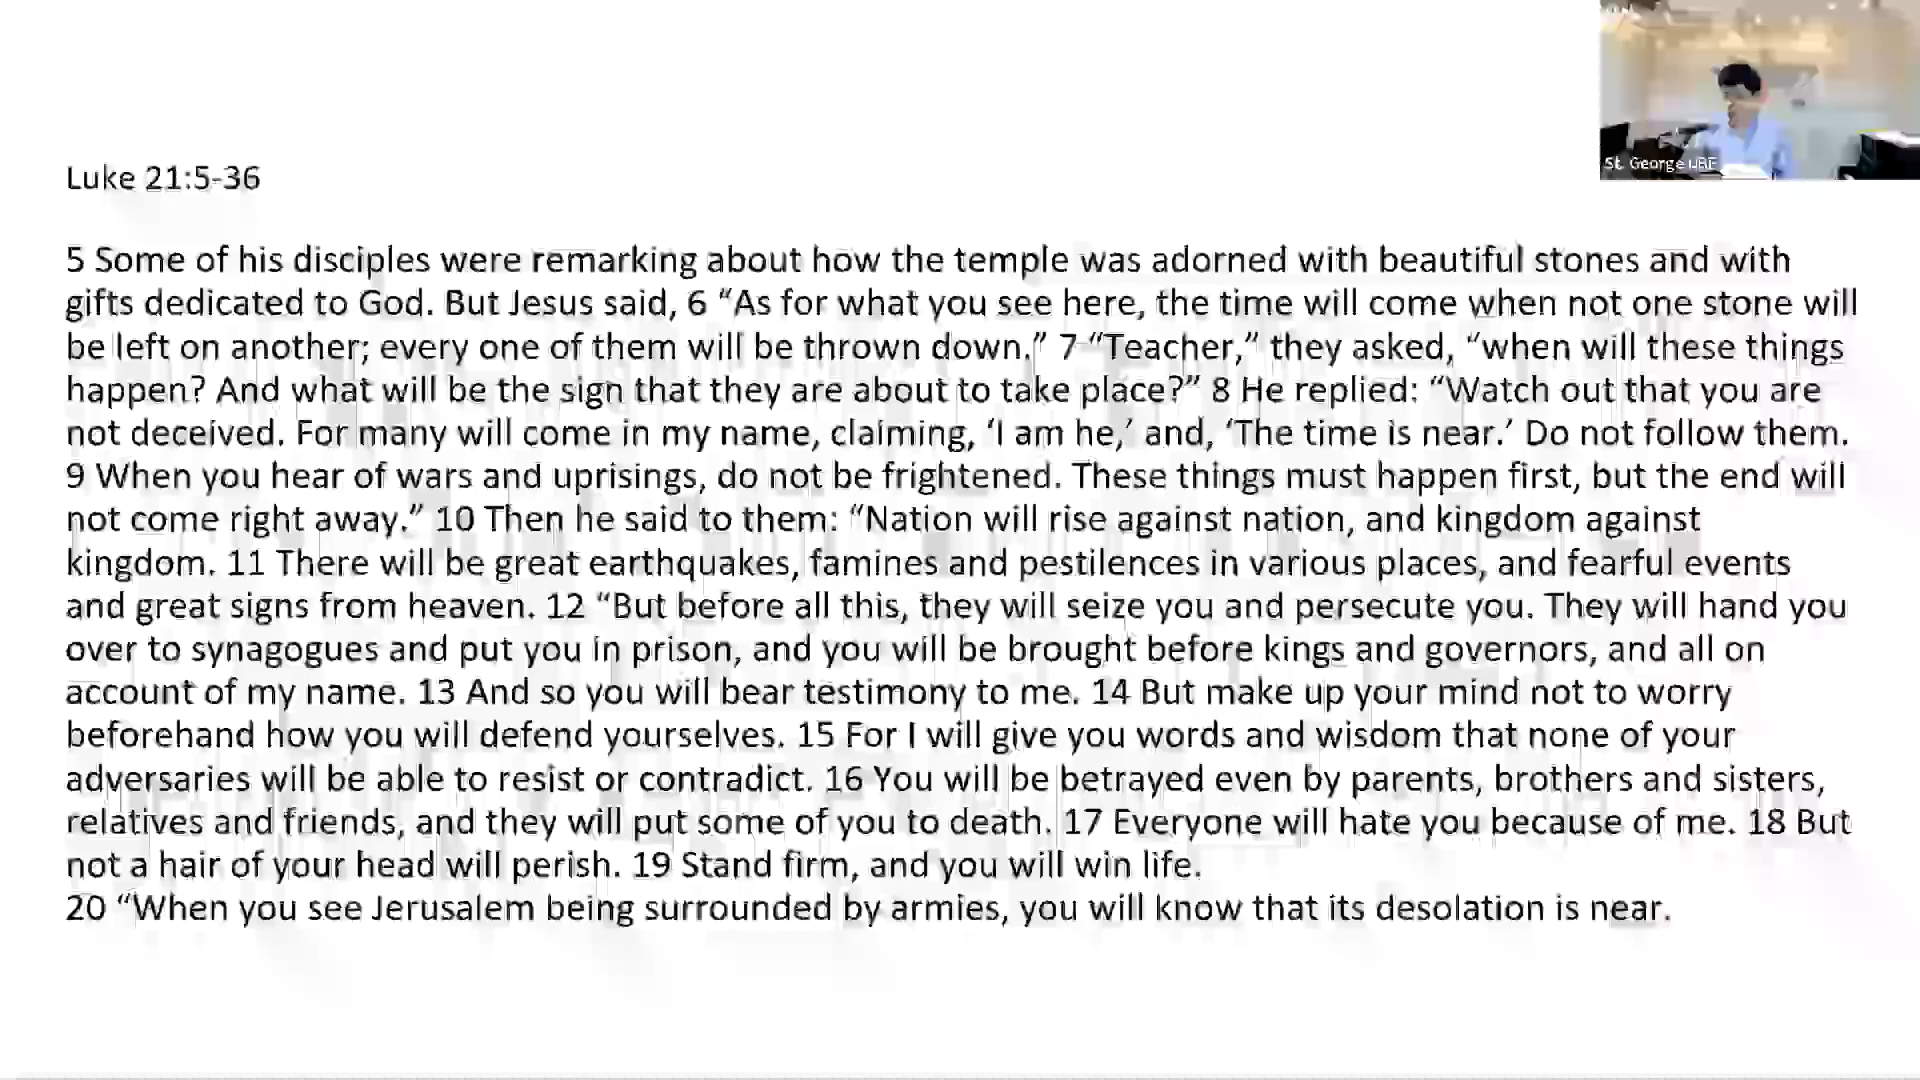 St. George UBF
Luke 21:5-36
5 Some of his disciples were remarking about how the temple was adorned with beautiful stones and with
gifts dedicated to God. But Jesus said, 6 “As for what you see here, the time will come when not one stone will
be left on another; every one of them will be thrown down.” 7 “Teacher,” they asked, “when will these things
happen? And what will be the sign that they are about to take place?” 8 He replied: “Watch out that you are
not deceived. For many will come in my name, claiming, ‘I am he,’ and, ‘The time is near.’ Do not follow them.
9 When you hear of wars and uprisings, do not be frightened. These things must happen first, but the end will
not come right away.” 10 Then he said to them: “Nation will rise against nation, and kingdom against
kingdom. 11 There will be great earthquakes, famines and pestilences in various places, and fearful events
and great signs from heaven. 12 “But before all this, they will seize you and persecute you. They will hand you
over to synagogues and put you in prison, and you will be brought before kings and governors, and all on
account of my name. 13 And so you will bear testimony to me. 14 But make up your mind not to worry
beforehand how you will defend yourselves. 15 For I will give you words and wisdom that none of your
adversaries will be able to resist or contradict. 16 You will be betrayed even by parents, brothers and sisters,
relatives and friends, and they will put some of you to death. 17 Everyone will hate you because of me. 18 But
not a hair of your head will perish. 19 Stand firm, and you will win life.
20 “When you see Jerusalem being surrounded by armies, you will know that its desolation is near.